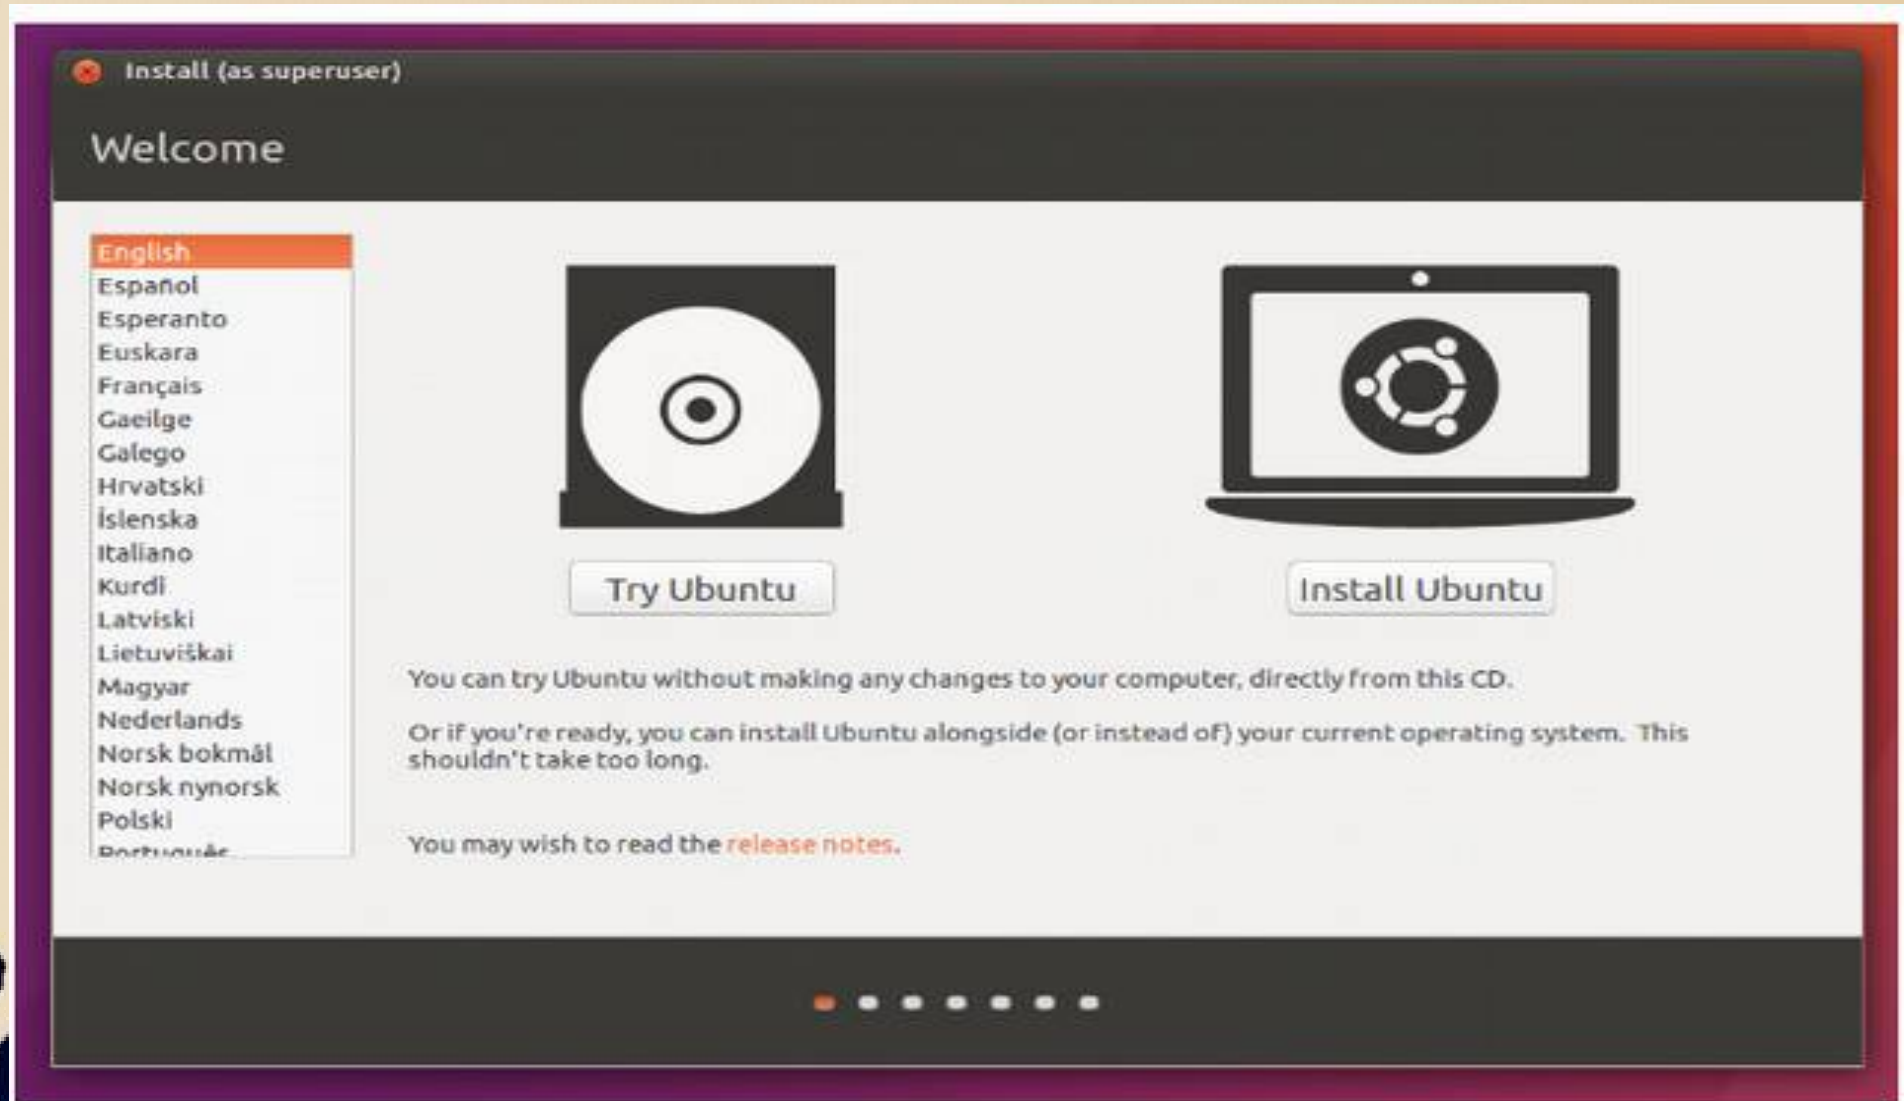 Install (as superuser)
Welcome
English
Español
Esperanto
Euskara
Français
Gaeilge
Galego
Hrvatski
Íslenska
Italiano
Kurdî
Latviski
Lietuviškai
Magyar
Nederlands
Norsk bokmål
Norsk nynorsk
Polski
Português
Try Ubuntu
Install Ubuntu
You can try Ubuntu without making any changes to your computer, directly from this CD.
Or if you're ready, you can install Ubuntu alongside (or instead of) your current operating system. This
shouldn't take too long.
You may wish to read the release notes.